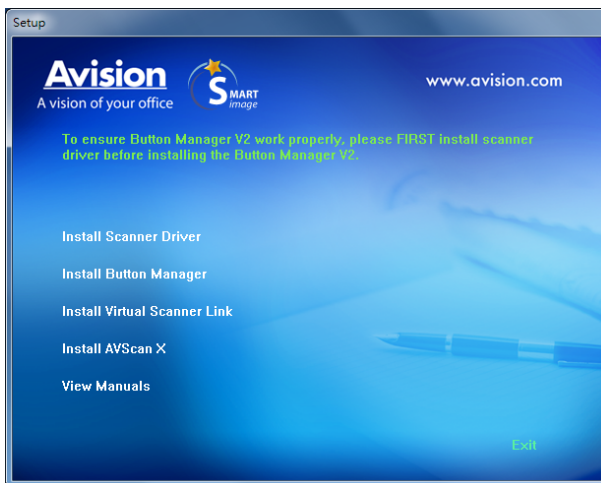 Setup
Avision
A vision of your office
SMART
image
www.avision.com
To ensure Button Manager V2 work properly, please FIRST install scanner
driver before installing the Button Manager V2.
Install Scanner Driver
Install Button Manager
Install Virtual Scanner Link
Install AVScan X
View Manuals
Exit